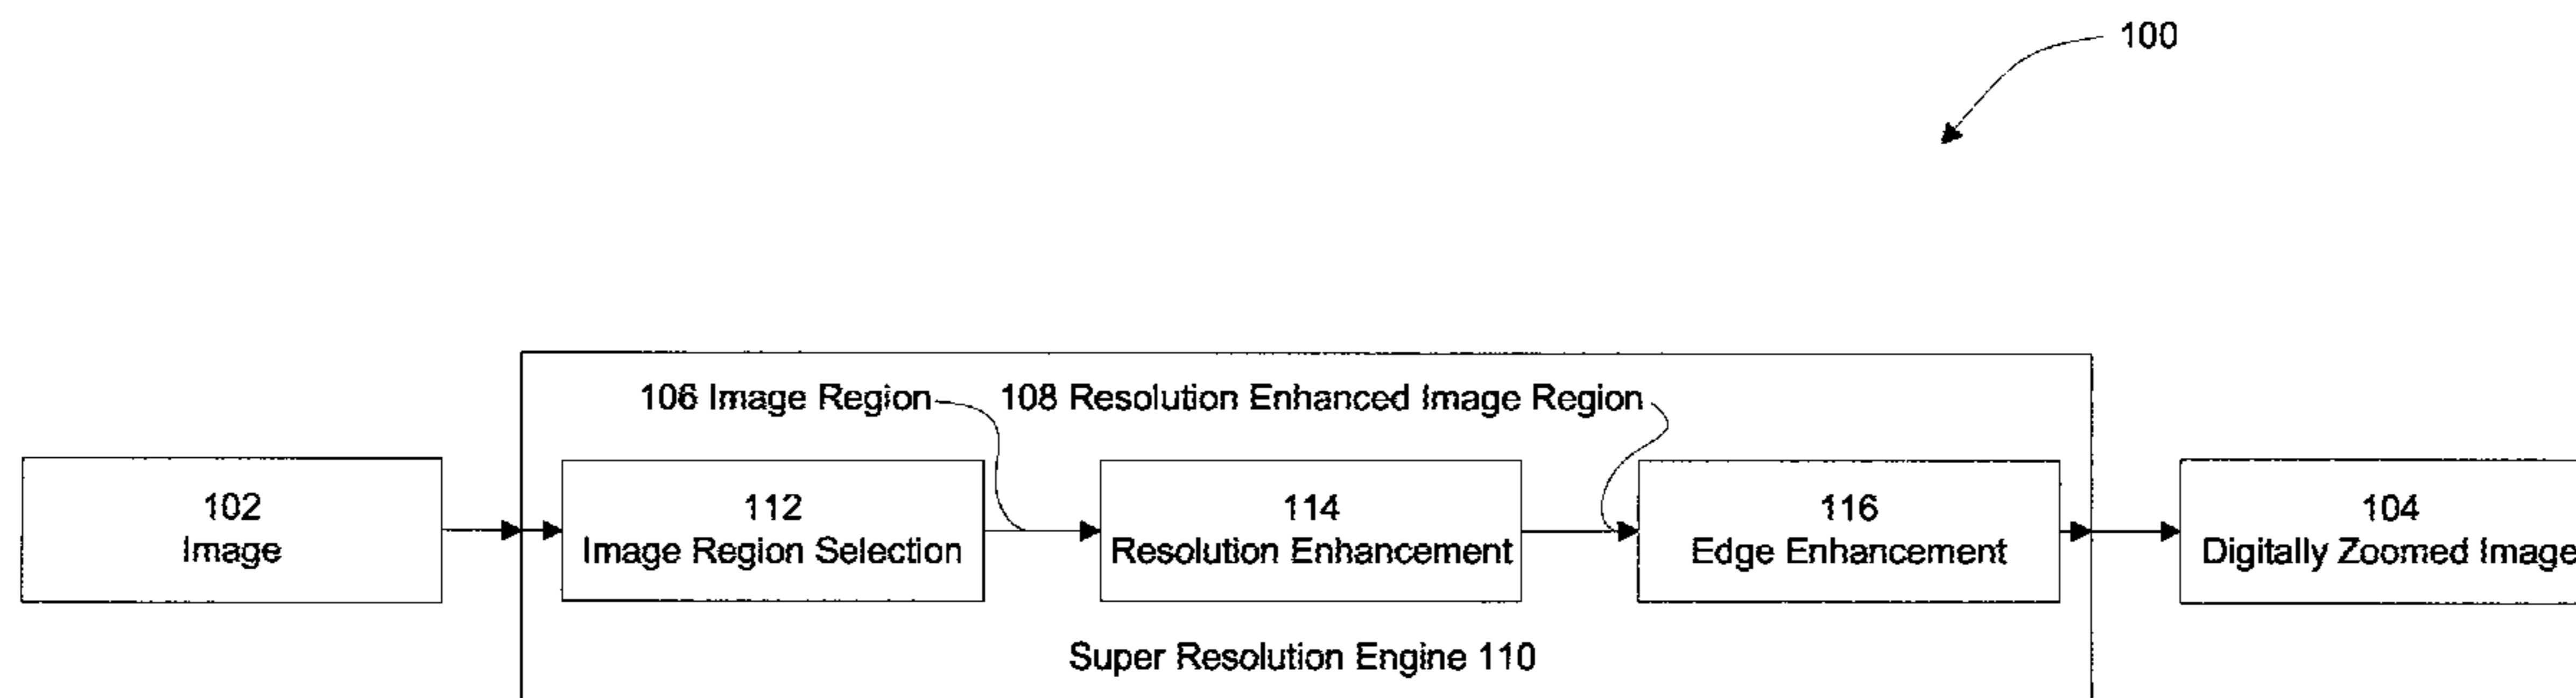 100
106 Image Region
108 Resolution Enhanced Image Region
102
Image
112
Image Region Selection
114
Resolution Enhancement
116
Edge Enhancement
104
Digitally Zoomed Image
Super Resolution Engine 110